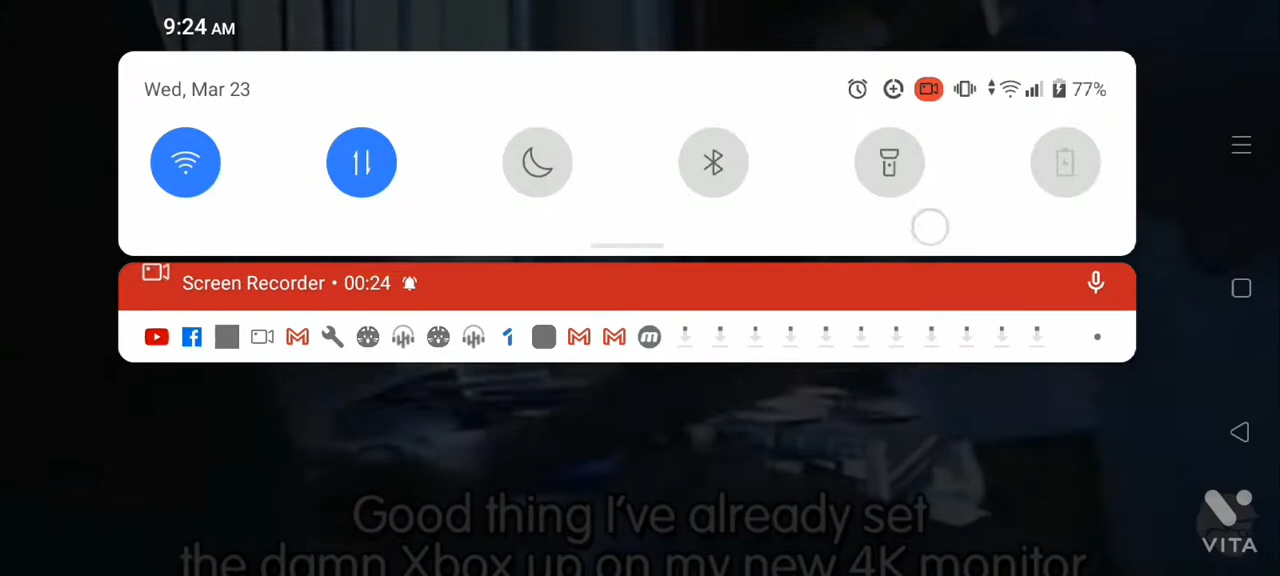 9:24 AM
Wed, Mar 23
77%
Screen Recorder • 00:24
Good thing I've already set
the damn Xbox up on my new 4K monitor
VITA